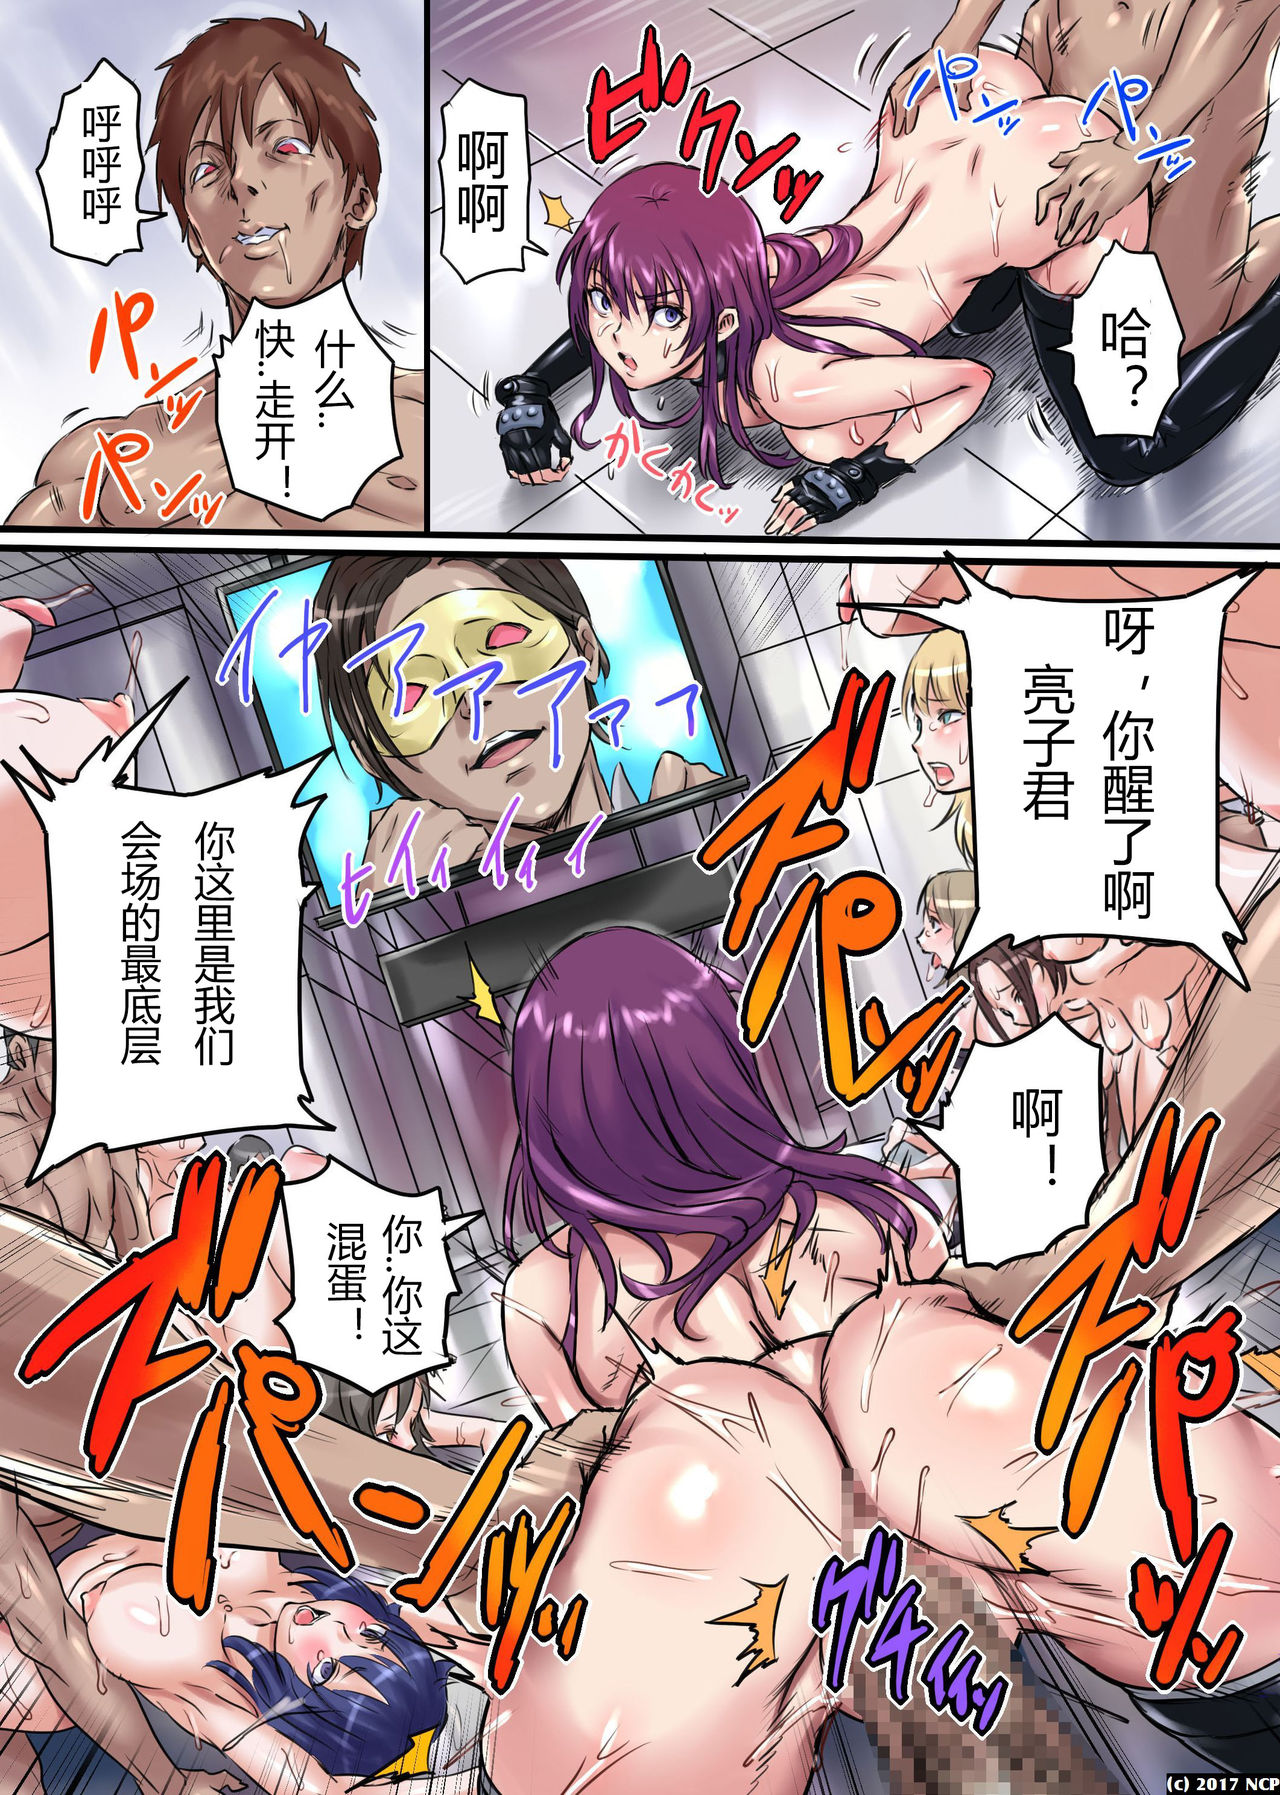 ビクンッ
パンッ
パンッ
啊啊
哈？
かくかくッ
呼呼呼
什么…
快…走开！
パンッ
パンッ
呀，你醒了啊
亮子君
イヤアアアアアア
ヒイィィィィ
你这里是我们
会场的最底层
啊！
ズパンッ
你…你这
混蛋！
ズパーンッ
ズパンッ
グチィィッ
(c) 2017 NCP